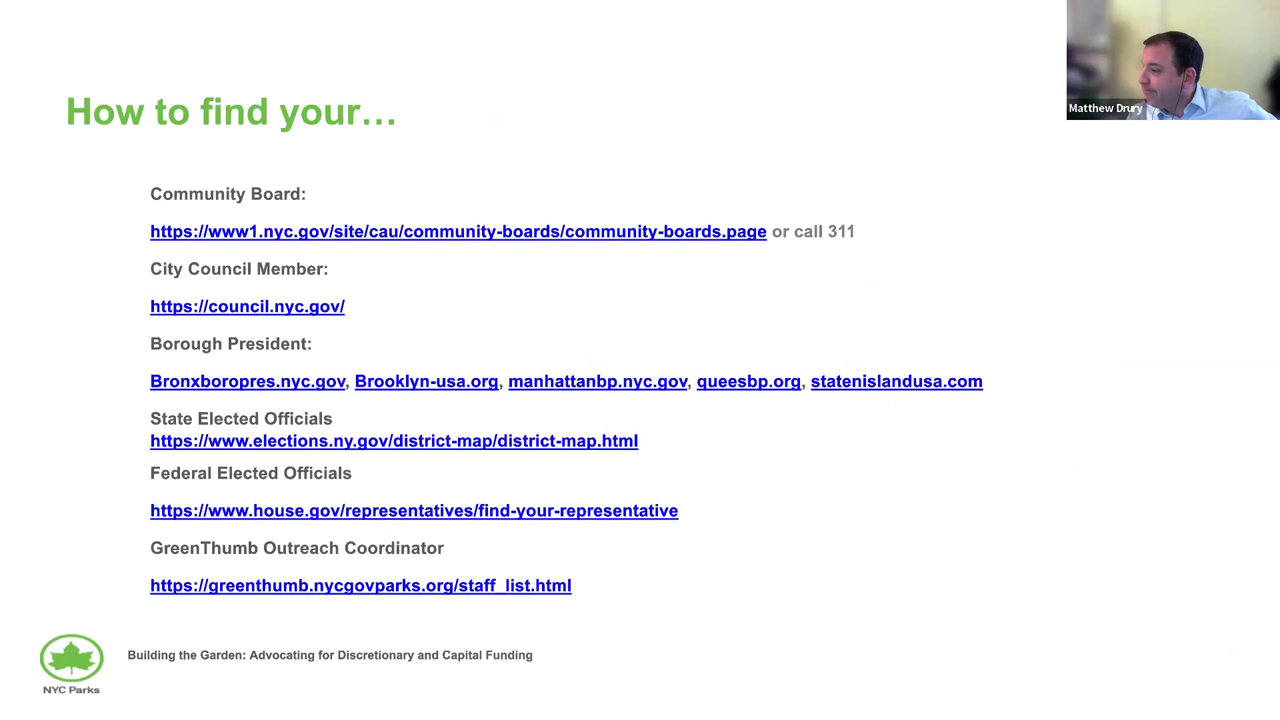 Matthew Drury
How to find your…
Community Board:
https://www1.nyc.gov/site/cau/community-boards/community-boards.page or call 311
City Council Member:
https://council.nyc.gov/
Borough President:
Bronxboropres.nyc.gov, Brooklyn-usa.org, manhattanbp.nyc.gov, queesbp.org, statenislandusa.com
State Elected Officials
https://www.elections.ny.gov/district-map/district-map.html
Federal Elected Officials
https://www.house.gov/representatives/find-your-representative
GreenThumb Outreach Coordinator
https://greenthumb.nycgovparks.org/staff_list.html
Building the Garden: Advocating for Discretionary and Capital Funding
NYC Parks